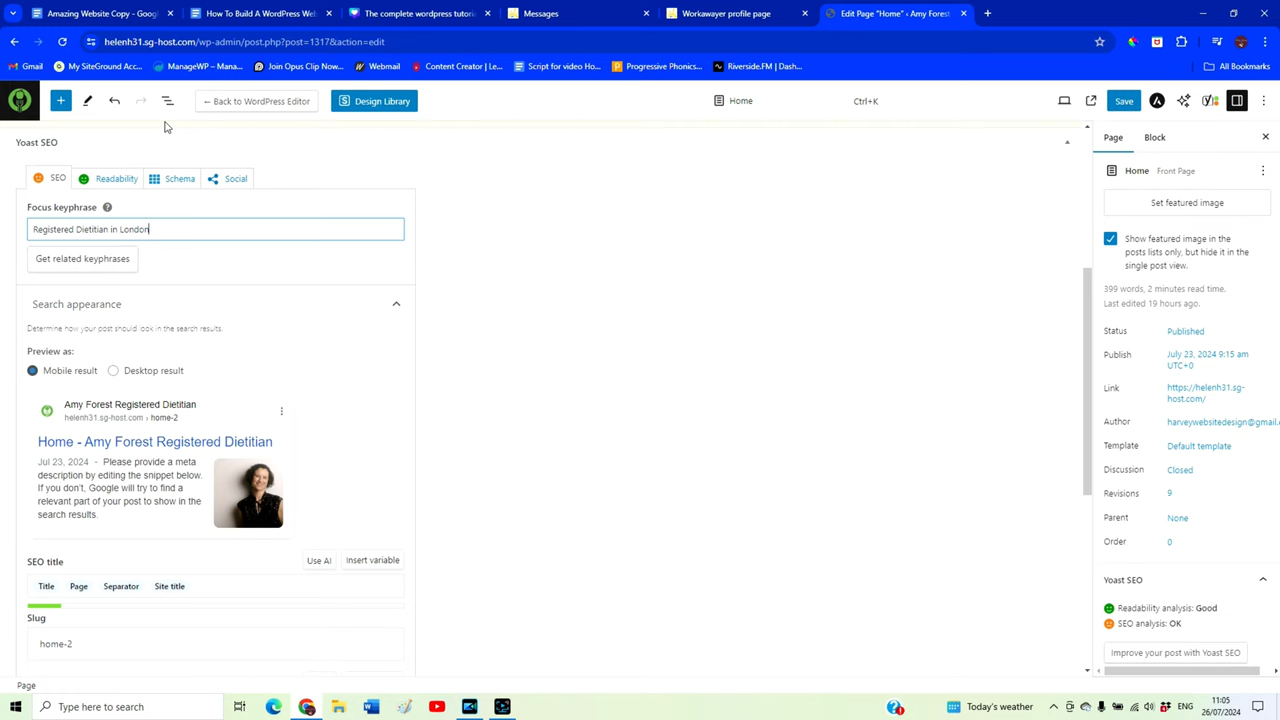 Amazing Website Copy - Goog
How To Build A WordPress Web
The complete wordpress tutori
Messages
Workawayer profile page
Edit Page "Home" ‹ Amy Forest
helenh31.sg-host.com/wp-admin/post.php?post=1317&action=edit
Gmail
My SiteGround Acc...
ManageWP – Mana...
Join Opus Clip Now...
Webmail
Content Creator | Le...
Script for video Ho...
Progressive Phonics...
Riverside.FM | Dash...
All Bookmarks
← Back to WordPress Editor
Design Library
Home
Ctrl+K
Save
Yoast SEO
SEO
Readability
Schema
Social
Focus keyphrase
Registered Dietitian in London
Get related keyphrases
Search appearance
Determine how your post should look in the search results.
Preview as:
Mobile result
Desktop result
Amy Forest Registered Dietitian
helenh31.sg-host.com › home-2
Home - Amy Forest Registered Dietitian
Jul 23, 2024 - Please provide a meta
description by editing the snippet below.
If you don't, Google will try to find a
relevant part of your post to show in the
search results.
SEO title
Use AI
Insert variable
Title Page Separator Site title
Slug
home-2
Page
Page
Block
Home Front Page
Set featured image
Show featured image in the
posts lists only, but hide it in the
single post view.
399 words, 2 minutes read time.
Last edited 19 hours ago.
Status Published
Publish July 23, 2024 9:15 am
UTC+0
Link https://helenh31.sg-
host.com/
Author harveywebsitedesign@gmail.c
Template Default template
Discussion Closed
Revisions 9
Parent None
Order 0
Yoast SEO
Readability analysis: Good
SEO analysis: OK
Improve your post with Yoast SEO
Type here to search
Today's weather
ENG
11:05
26/07/2024